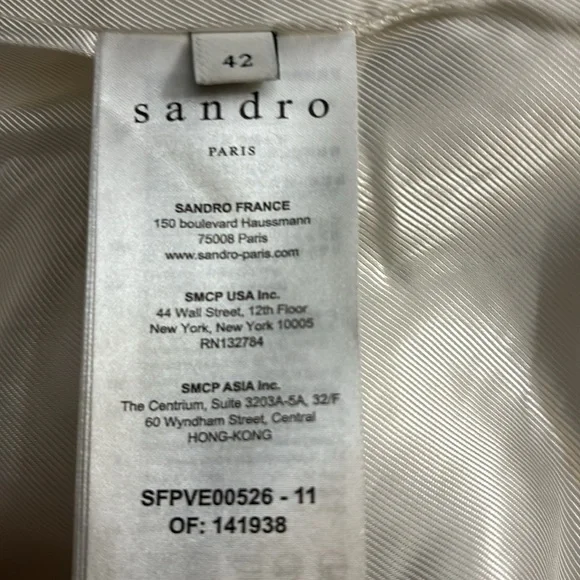 42
sandro
PARIS
SANDRO FRANCE
150 boulevard Haussmann
75008 Paris
www.sandro-paris.com
SMCP USA Inc.
44 Wall Street, 12th Floor
New York, New York 10005
RN132784
SMCP ASIA Inc.
The Centrium, Suite 3203A-5A, 32/F
60 Wyndham Street, Central
HONG-KONG
SFPVE00526 - 11
OF: 141938